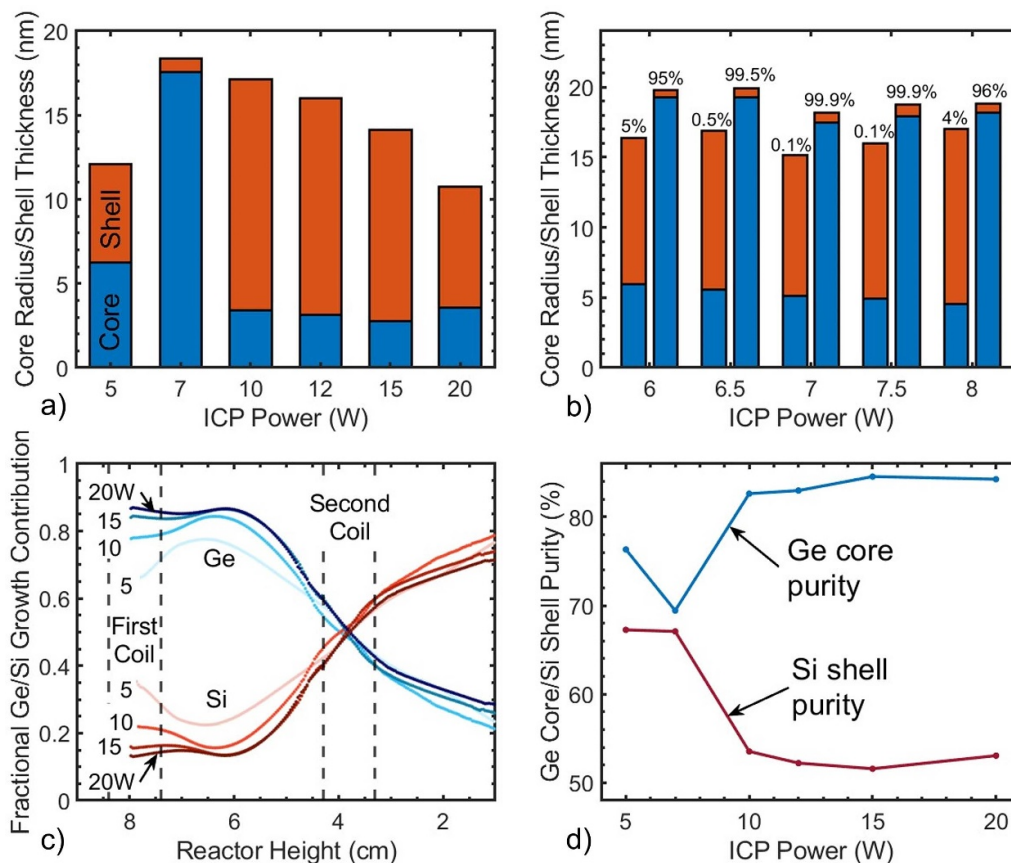 Core Radius/Shell Thickness (nm)
20
15
10
5
0
Shell
Core
5 7 10 12 15 20
ICP Power (W)
a)
Core Radius/Shell Thickness (nm)
20
15
10
5
0
5% 95% 0.5% 99.5% 0.1% 99.9% 0.1% 99.9% 4% 96%
6 6.5 7 7.5 8
ICP Power (W)
b)
Fractional Ge/Si Growth Contribution
1
0.8
0.6
0.4
0.2
0
20W
15
10
5
Ge
Second
Coil
First
Coil
5
Si
10
15
20W
8 6 4 2
Reactor Height (cm)
c)
Ge Core/Si Shell Purity (%)
80
70
60
50
Ge core
purity
Si shell
purity
5 10 15 20
ICP Power (W)
d)